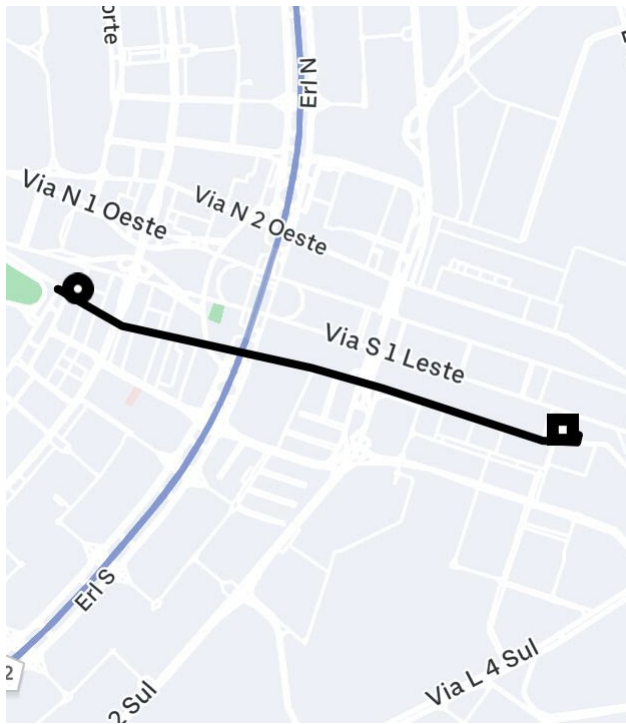 orte
Erl N
Via N 1 Oeste
Via N 2 Oeste
Via S 1 Leste
Erl S
2
2 Sul
Via L 4 Sul